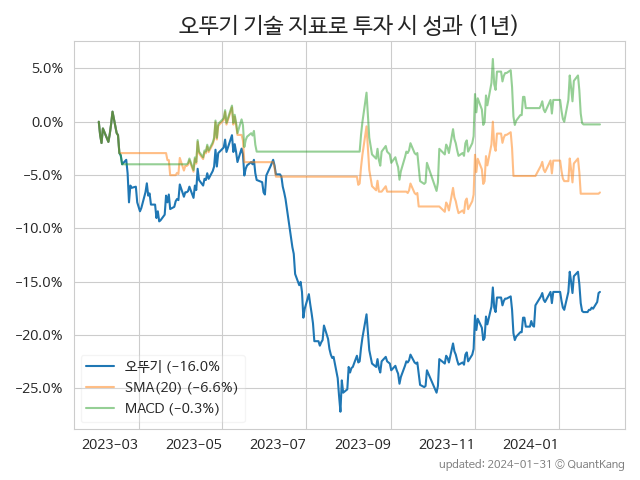 오뚜기 기술 지표로 투자 시 성과 (1년)
5.0%
0.0%
−5.0%
−10.0%
−15.0%
−20.0%
−25.0%
오뚜기 (−16.0%
SMA(20) (−6.6%)
MACD (−0.3%)
2023-03 2023-05 2023-07 2023-09 2023-11 2024-01
updated: 2024-01-31 © QuantKang